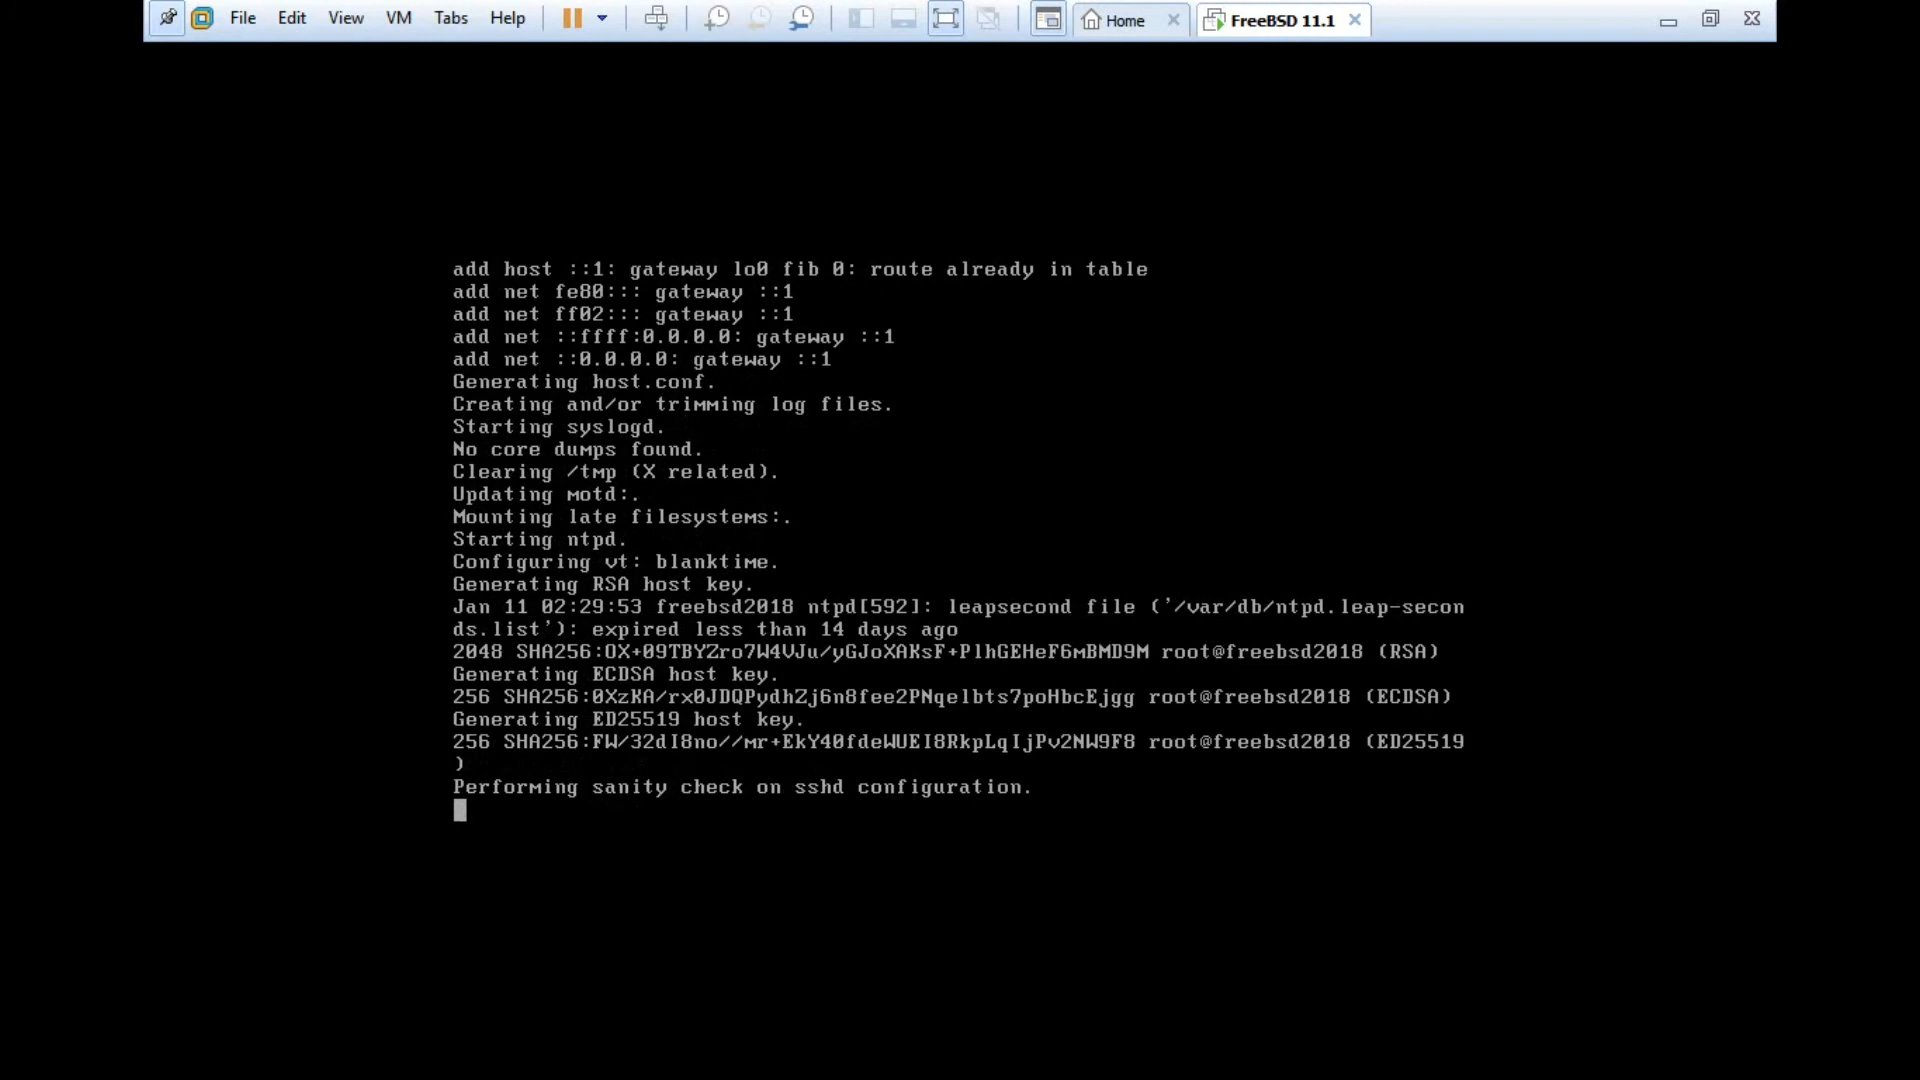 File Edit View VM Tabs Help Home FreeBSD 11.1
add host ::1: gateway lo0 fib 0: route already in table
add net fe80::: gateway ::1
add net ff02::: gateway ::1
add net ::ffff:0.0.0.0: gateway ::1
add net ::0.0.0.0: gateway ::1
Generating host.conf.
Creating and/or trimming log files.
Starting syslogd.
No core dumps found.
Clearing /tmp (X related).
Updating motd:.
Mounting late filesystems:.
Starting ntpd.
Configuring vt: blanktime.
Generating RSA host key.
Jan 11 02:29:53 freebsd2018 ntpd[592]: leapsecond file ('/var/db/ntpd.leap-secon
ds.list'): expired less than 14 days ago
2048 SHA256:OX+09TBYZro7W4VJu/yGJoXAKsF+PlhGEHeF6mBMD9M root@freebsd2018 (RSA)
Generating ECDSA host key.
256 SHA256:0XzKA/rx0JDQPydhZj6n8fee2PNqelbts7poHbcEjgg root@freebsd2018 (ECDSA)
Generating ED25519 host key.
256 SHA256:FW/32dI8no//mr+EkY40fdeWUEI8RkpLqIjPv2NW9F8 root@freebsd2018 (ED25519
)
Performing sanity check on sshd configuration.